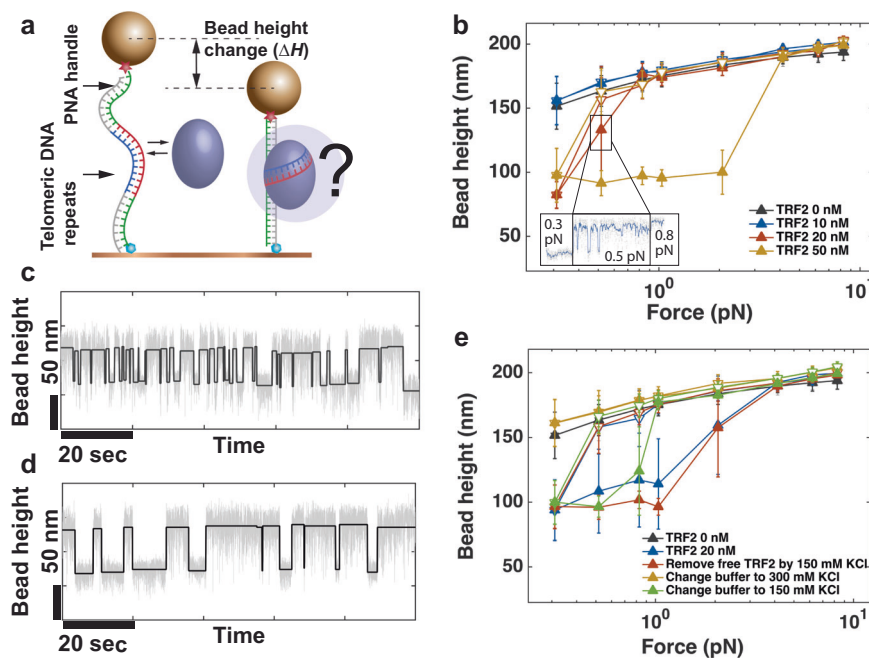 a
Bead height
change (ΔH)
PNA handle
Telomeric DNA
repeats
?
b
Bead height (nm)
200
150
100
50
0.3
pN
0.5 pN
0.8
pN
TRF2 0 nM
TRF2 10 nM
TRF2 20 nM
TRF2 50 nM
10⁰
10¹
Force (pN)
c
Bead height
50 nm
20 sec
Time
d
Bead height
50 nm
20 sec
Time
e
Bead height (nm)
200
150
100
50
TRF2 0 nM
TRF2 20 nM
Remove free TRF2 by 150 mM KCl
Change buffer to 300 mM KCl
Change buffer to 150 mM KCl
10⁰
10¹
Force (pN)